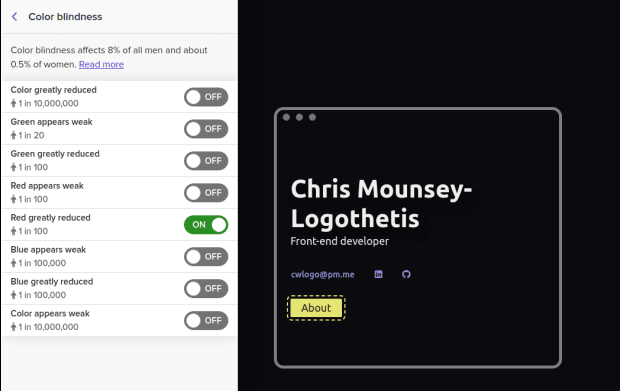 Color blindness
Color blindness affects 8% of all men and about
0.5% of women. Read more
Color greatly reduced
1 in 10,000,000
OFF
Green appears weak
1 in 20
OFF
Green greatly reduced
1 in 100
OFF
Red appears weak
1 in 100
OFF
Red greatly reduced
1 in 100
ON
Blue appears weak
1 in 100,000
OFF
Blue greatly reduced
1 in 100,000
OFF
Color appears weak
1 in 10,000,000
OFF
Chris Mounsey-
Logothetis
Front-end developer
cwlogo@pm.me
About